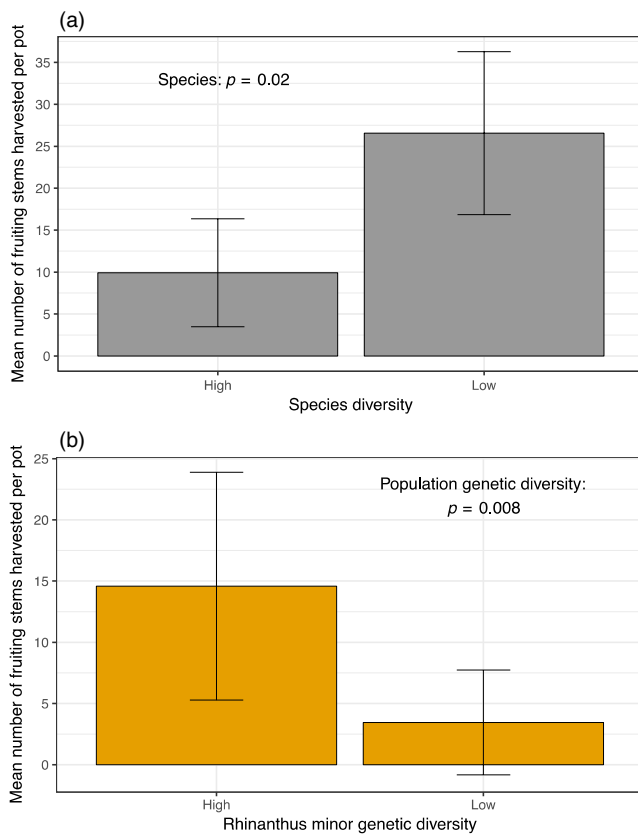 (a)
Mean number of fruiting stems harvested per pot
35
30
25
20
15
10
5
0
Species: p = 0.02
High
Low
Species diversity
(b)
Mean number of fruiting stems harvested per pot
25
20
15
10
5
0
Population genetic diversity:
p = 0.008
High
Low
Rhinanthus minor genetic diversity